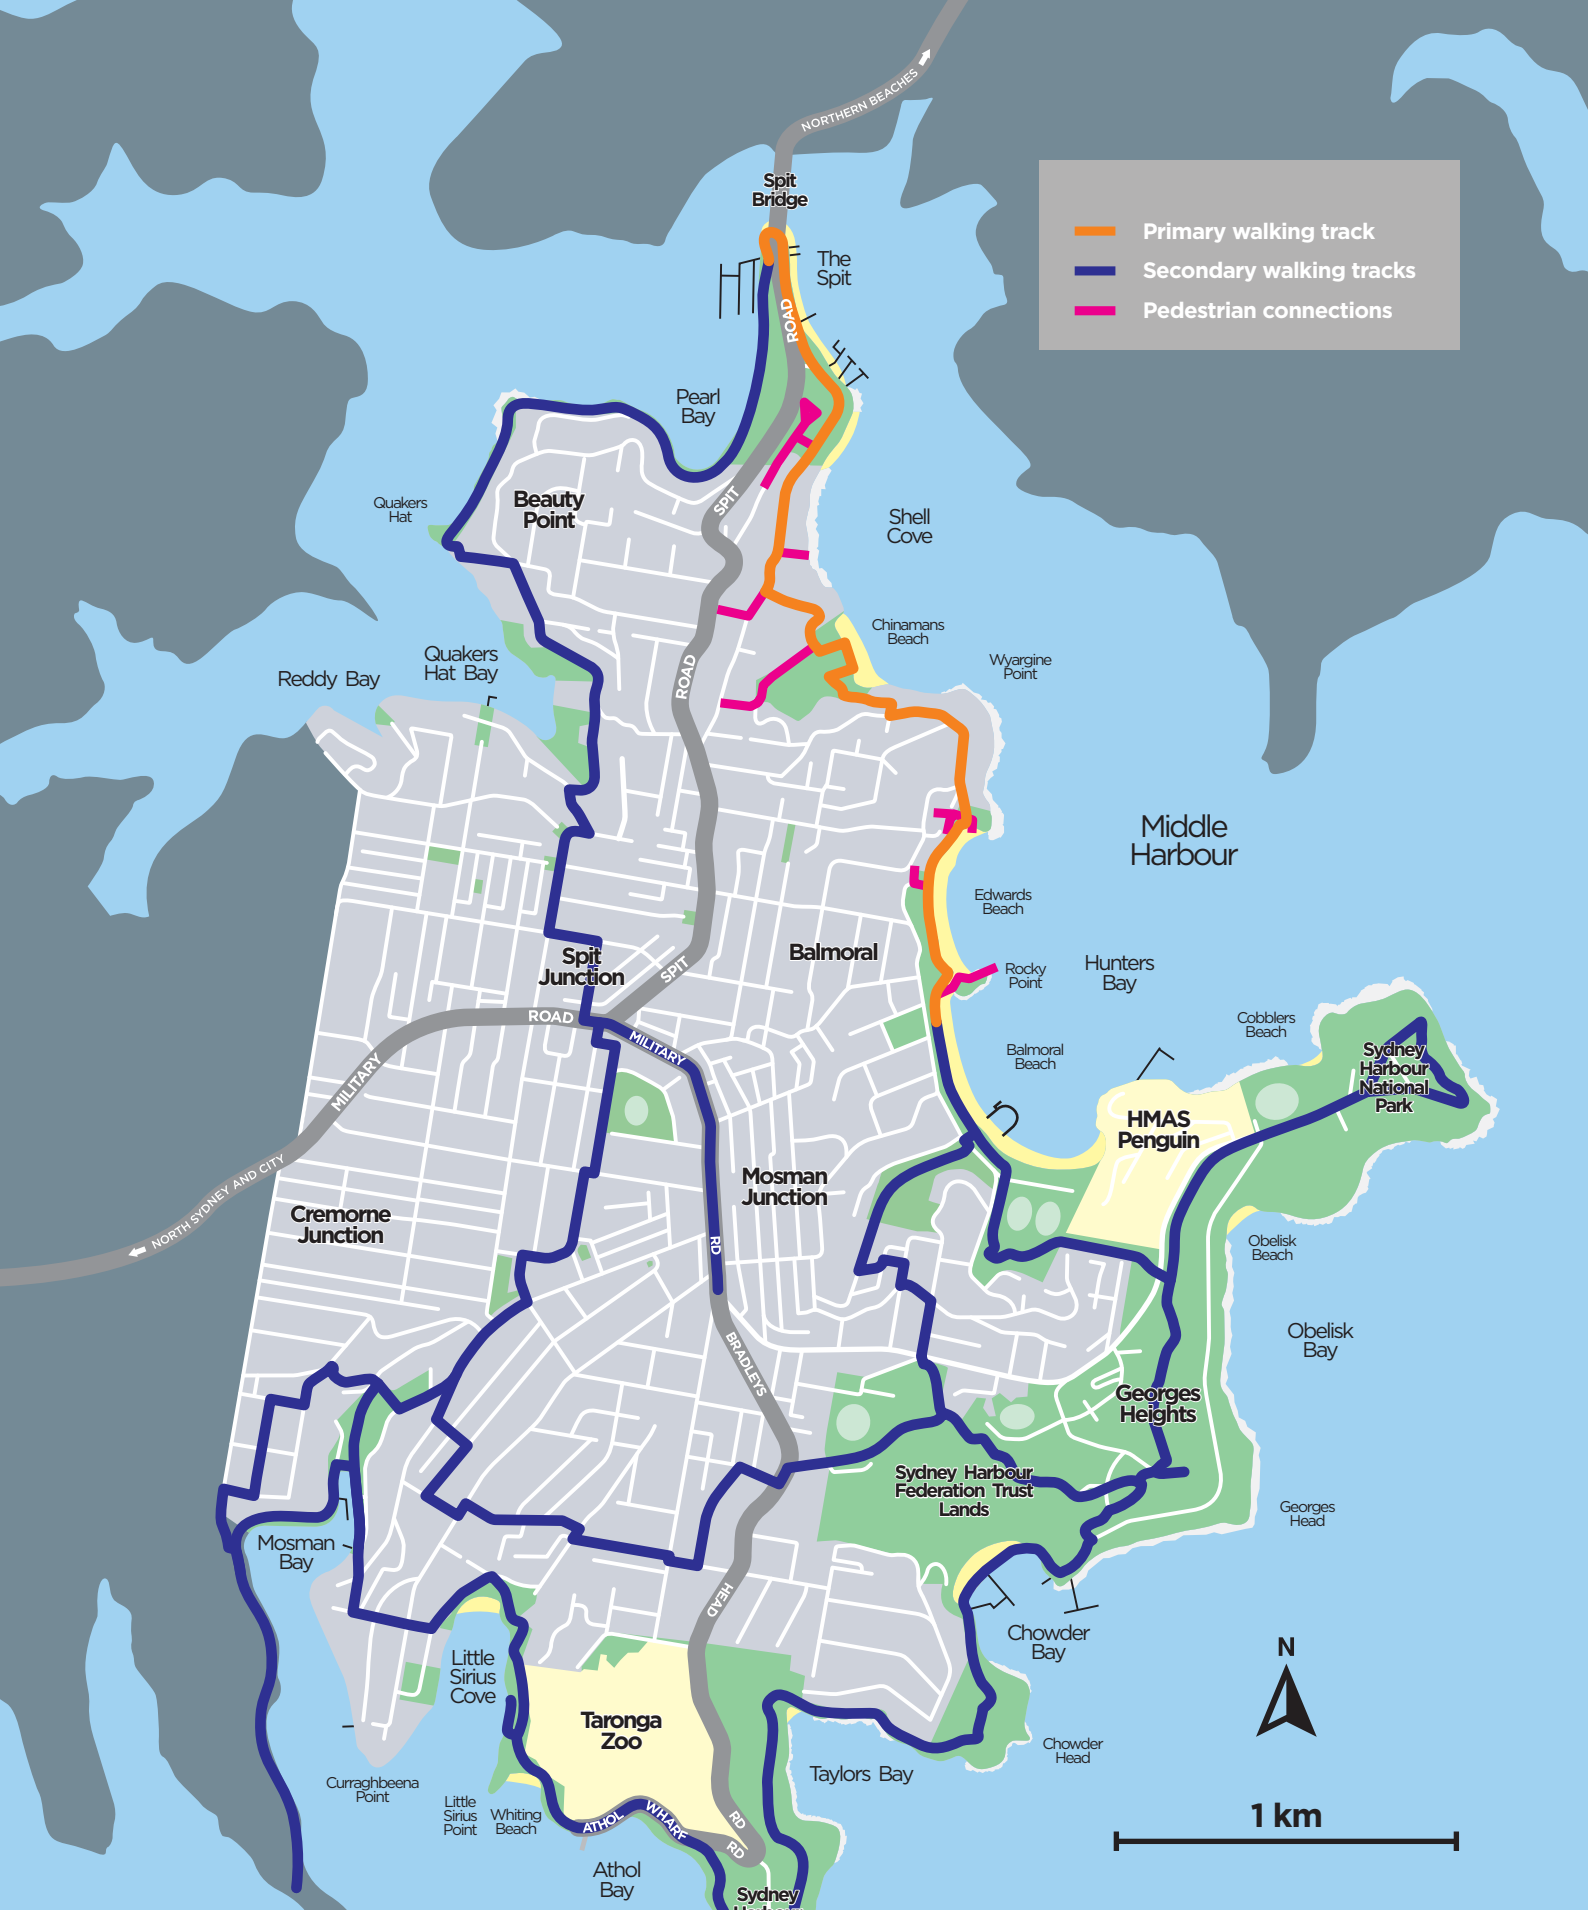 NORTHERN BEACHES
Spit
Bridge
Primary walking track
Secondary walking tracks
Pedestrian connections
The
Spit
ROAD
Pearl
Bay
Quakers
Hat
Beauty
Point
SPIT
Shell
Cove
Chinamans
Beach
Wyargine
Point
Reddy Bay
Quakers
Hat Bay
ROAD
Middle
Harbour
Edwards
Beach
Balmoral
Spit
Junction
SPIT
Rocky
Point
Hunters
Bay
ROAD
MILITARY
MILITARY
Cobblers
Beach
Balmoral
Beach
Sydney
Harbour
National
Park
HMAS
Penguin
NORTH SYDNEY AND CITY
Cremorne
Junction
Mosman
Junction
RD
Obelisk
Beach
Obelisk
Bay
BRADLEYS
Georges
Heights
Sydney Harbour
Federation Trust
Lands
Georges
Head
Mosman
Bay
HEAD
Chowder
Bay
N
Little
Sirius
Cove
Taronga
Zoo
Chowder
Head
Taylors Bay
Curraghbeena
Point
Little
Sirius
Point
Whiting
Beach
ATHOL
WHARF
RD
RD
1 km
Athol
Bay
Sydney